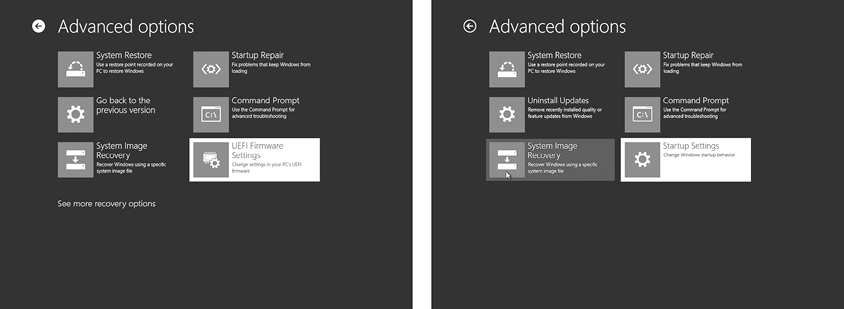 Advanced options
System Restore
Use a restore point recorded on your
PC to restore Windows
Startup Repair
Fix problems that keep Windows from
loading
Go back to the
previous version
Command Prompt
Use the Command Prompt for
advanced troubleshooting
C:\
System Image
Recovery
Recover Windows using a specific
system image file
UEFI Firmware
Settings
Change settings in your PC's UEFI
firmware
See more recovery options
Advanced options
System Restore
Use a restore point recorded on your
PC to restore Windows
Startup Repair
Fix problems that keep Windows from
loading
Uninstall Updates
Remove recently installed quality or
feature updates from Windows
Command Prompt
Use the Command Prompt for
advanced troubleshooting
C:\
System Image
Recovery
Recover Windows using a specific
system image file
Startup Settings
Change Windows startup behavior